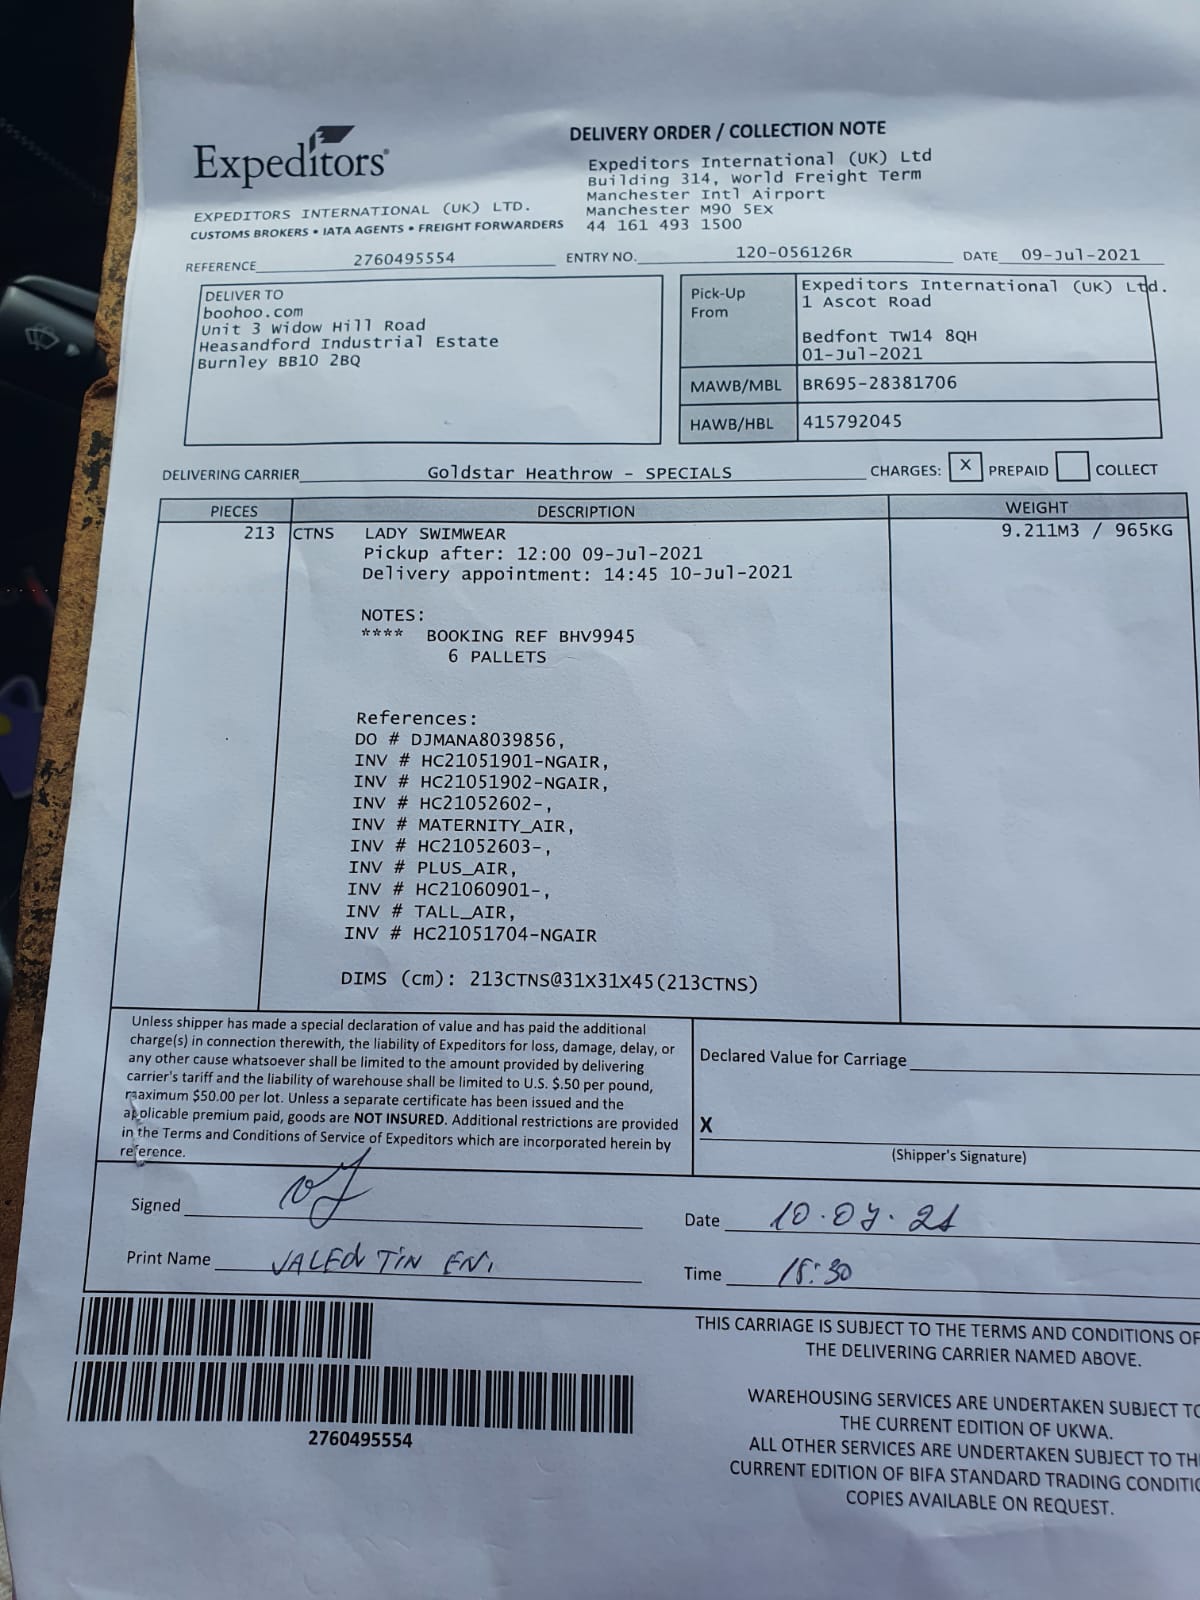 Expeditors®
EXPEDITORS INTERNATIONAL (UK) LTD.
CUSTOMS BROKERS • IATA AGENTS • FREIGHT FORWARDERS
DELIVERY ORDER / COLLECTION NOTE
Expeditors International (UK) Ltd
Building 314, World Freight Term
Manchester Intl Airport
Manchester M90 5EX
44 161 493 1500
REFERENCE 2760495554 ENTRY NO. 120-056126R DATE 09-Jul-2021
DELIVER TO
boohoo.com
Unit 3 Widow Hill Road
Heasandford Industrial Estate
Burnley BB10 2BQ
Pick-Up From
Expeditors International (UK) Ltd.
1 Ascot Road
Bedfont TW14 8QH
01-Jul-2021
MAWB/MBL BR695-28381706
HAWB/HBL 415792045
DELIVERING CARRIER Goldstar Heathrow - SPECIALS CHARGES: X PREPAID COLLECT
PIECES DESCRIPTION WEIGHT
213 CTNS LADY SWIMWEAR 9.211M3 / 965KG
Pickup after: 12:00 09-Jul-2021
Delivery appointment: 14:45 10-Jul-2021
NOTES:
**** BOOKING REF BHV9945
6 PALLETS
References:
DO # DJMANA8039856,
INV # HC21051901-NGAIR,
INV # HC21051902-NGAIR,
INV # HC21052602-,
INV # MATERNITY_AIR,
INV # HC21052603-,
INV # PLUS_AIR,
INV # HC21060901-,
INV # TALL_AIR,
INV # HC21051704-NGAIR
DIMS (cm): 213CTNS@31X31X45(213CTNS)
Unless shipper has made a special declaration of value and has paid the additional
charge(s) in connection therewith, the liability of Expeditors for loss, damage, delay, or
any other cause whatsoever shall be limited to the amount provided by delivering
carrier's tariff and the liability of warehouse shall be limited to U.S. $.50 per pound,
maximum $50.00 per lot. Unless a separate certificate has been issued and the
applicable premium paid, goods are NOT INSURED. Additional restrictions are provided
in the Terms and Conditions of Service of Expeditors which are incorporated herein by
reference.
Declared Value for Carriage
X
(Shipper's Signature)
Signed
Date 10.07.21
Print Name VALENTIN EN.
Time 15:30
2760495554
THIS CARRIAGE IS SUBJECT TO THE TERMS AND CONDITIONS OF
THE DELIVERING CARRIER NAMED ABOVE.
WAREHOUSING SERVICES ARE UNDERTAKEN SUBJECT TO
THE CURRENT EDITION OF UKWA.
ALL OTHER SERVICES ARE UNDERTAKEN SUBJECT TO TH
CURRENT EDITION OF BIFA STANDARD TRADING CONDITIO
COPIES AVAILABLE ON REQUEST.